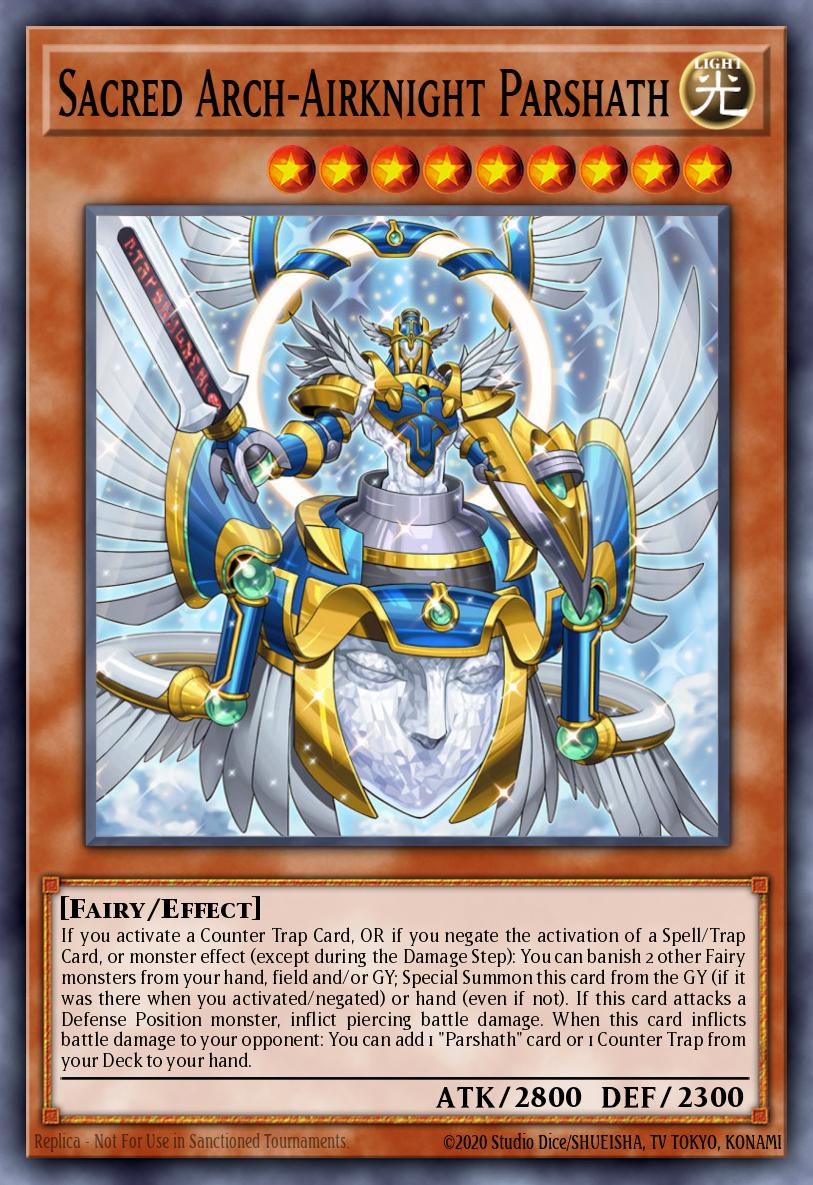 Sacred Arch-Airknight Parshath
LIGHT
光
[Fairy/Effect]
If you activate a Counter Trap Card, OR if you negate the activation of a Spell/Trap
Card, or monster effect (except during the Damage Step): You can banish 2 other Fairy
monsters from your hand, field and/or GY; Special Summon this card from the GY (if it
was there when you activated/negated) or hand (even if not). If this card attacks a
Defense Position monster, inflict piercing battle damage. When this card inflicts
battle damage to your opponent: You can add 1 "Parshath" card or 1 Counter Trap from
your Deck to your hand.
ATK/2800 DEF/2300
Replica - Not For Use in Sanctioned Tournaments.
©2020 Studio Dice/SHUEISHA, TV TOKYO, KONAMI